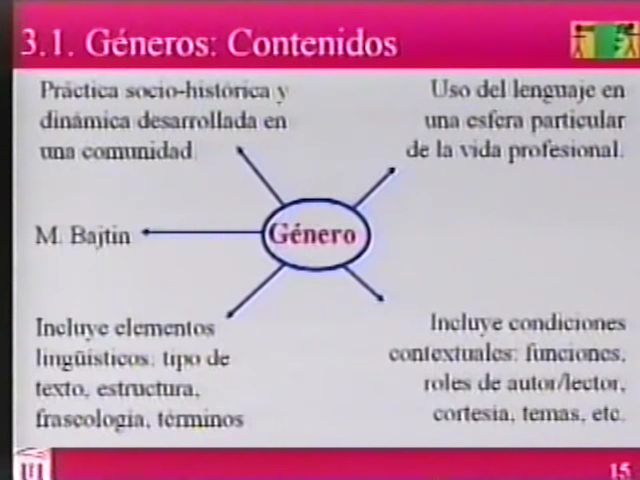 3.1. Géneros: Contenidos
Práctica socio-histórica y
dinámica desarrollada en
una comunidad
Uso del lenguaje en
una esfera particular
de la vida profesional.
Género
M. Bajtin
Incluye elementos
lingüísticos: tipo de
texto, estructura,
fraseología, términos
Incluye condiciones
contextuales: funciones,
roles de autor/lector,
cortesía, temas, etc.
15